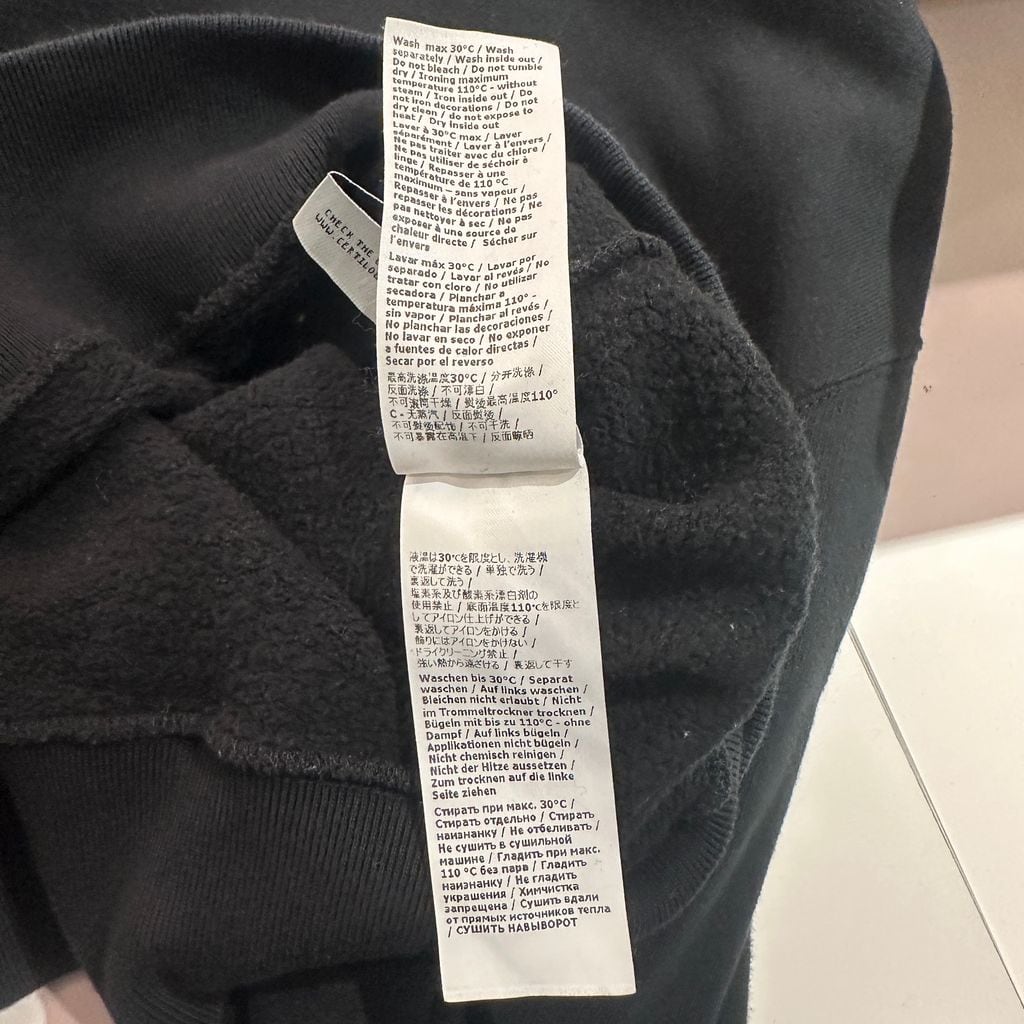 Wash max 30°C / Wash
separately / Wash inside out /
Do not bleach / Do not tumble
dry / Ironing maximum
temperature 110°C - without
steam / Iron inside out / Do
not iron decorations / Do not
dry clean / do not expose to
heat / Dry inside out
Laver à 30°C max / Laver
séparément / Laver à l'envers /
Ne pas traiter avec du chlore /
Ne pas utiliser de séchoir à
linge / Repasser à une
température de 110 °C
maximum – sans vapeur /
Repasser à l'envers / Ne pas
repasser les décorations / Ne
pas nettoyer à sec / Ne pas
exposer à une source de
chaleur directe / Sécher sur
l'envers
Lavar máx 30°C / Lavar por
separado / Lavar al revés / No
tratar con cloro / No utilizar
secadora / Planchar a
temperatura máxima 110° -
sin vapor / Planchar al revés /
No planchar las decoraciones /
No lavar en seco / No exponer
a fuentes de calor directas /
Secar por el reverso
最高洗涤温度30°C / 分开洗涤 /
反面洗涤 / 不可漂白 /
不可滚筒干燥 / 熨後最高温度110°
C - 无蒸汽 / 反面熨後 /
不可熨後配饰 / 不可干洗 /
不可暴露在高温下 / 反面晾晒
CHECK THE
WWW.CERTILO
液温は30℃を限度とし、洗濯機
で洗濯ができる / 単独で洗う /
裏返して洗う /
塩素系及び酸素系漂白剤の
使用禁止 / 底面温度110℃を限度と
してアイロン仕上げができる /
裏返してアイロンをかける /
飾りにはアイロンをかけない /
ドライクリーニング禁止 /
強い熱から遠ざける / 裏返して干す
Waschen bis 30°C / Separat
waschen / Auf links waschen /
Bleichen nicht erlaubt / Nicht
im Trommeltrockner trocknen /
Bügeln mit bis zu 110°C - ohne
Dampf / Auf links bügeln /
Applikationen nicht bügeln /
Nicht chemisch reinigen /
Nicht der Hitze aussetzen /
Zum trocknen auf die linke
Seite ziehen
Стирать при макс. 30°C /
Стирать отдельно / Стирать
наизнанку / Не отбеливать /
Не сушить в сушильной
машине / Гладить при макс.
110 °C без пара / Гладить
наизнанку / Не гладить
украшения / Химчистка
запрещена / Сушить вдали
от прямых источников тепла
/ СУШИТЬ НАВЫВОРОТ